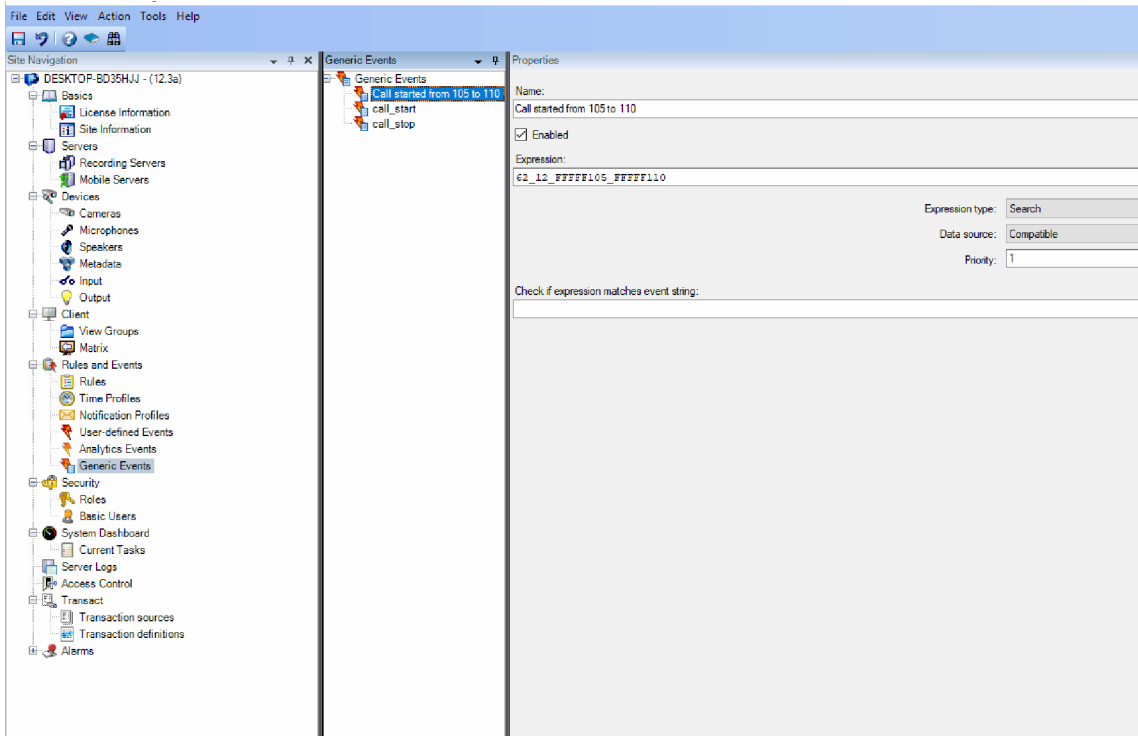 File Edit View Action Tools Help
Site Navigation
DESKTOP-BD35HJJ - (12.3a)
Basics
License Information
Site Information
Servers
Recording Servers
Mobile Servers
Devices
Cameras
Microphones
Speakers
Metadata
Input
Output
Client
View Groups
Matrix
Rules and Events
Rules
Time Profiles
Notification Profiles
User-defined Events
Analytics Events
Generic Events
Security
Roles
Basic Users
System Dashboard
Current Tasks
Server Logs
Access Control
Transact
Transaction sources
Transaction definitions
Alarms
Generic Events
Generic Events
Call started from 105 to 110
call_start
call_stop
Properties
Name:
Call started from 105 to 110
Enabled
Expression:
62_12_FFFFF105_FFFFF110
Expression type: Search
Data source: Compatible
Priority: 1
Check if expression matches event string: